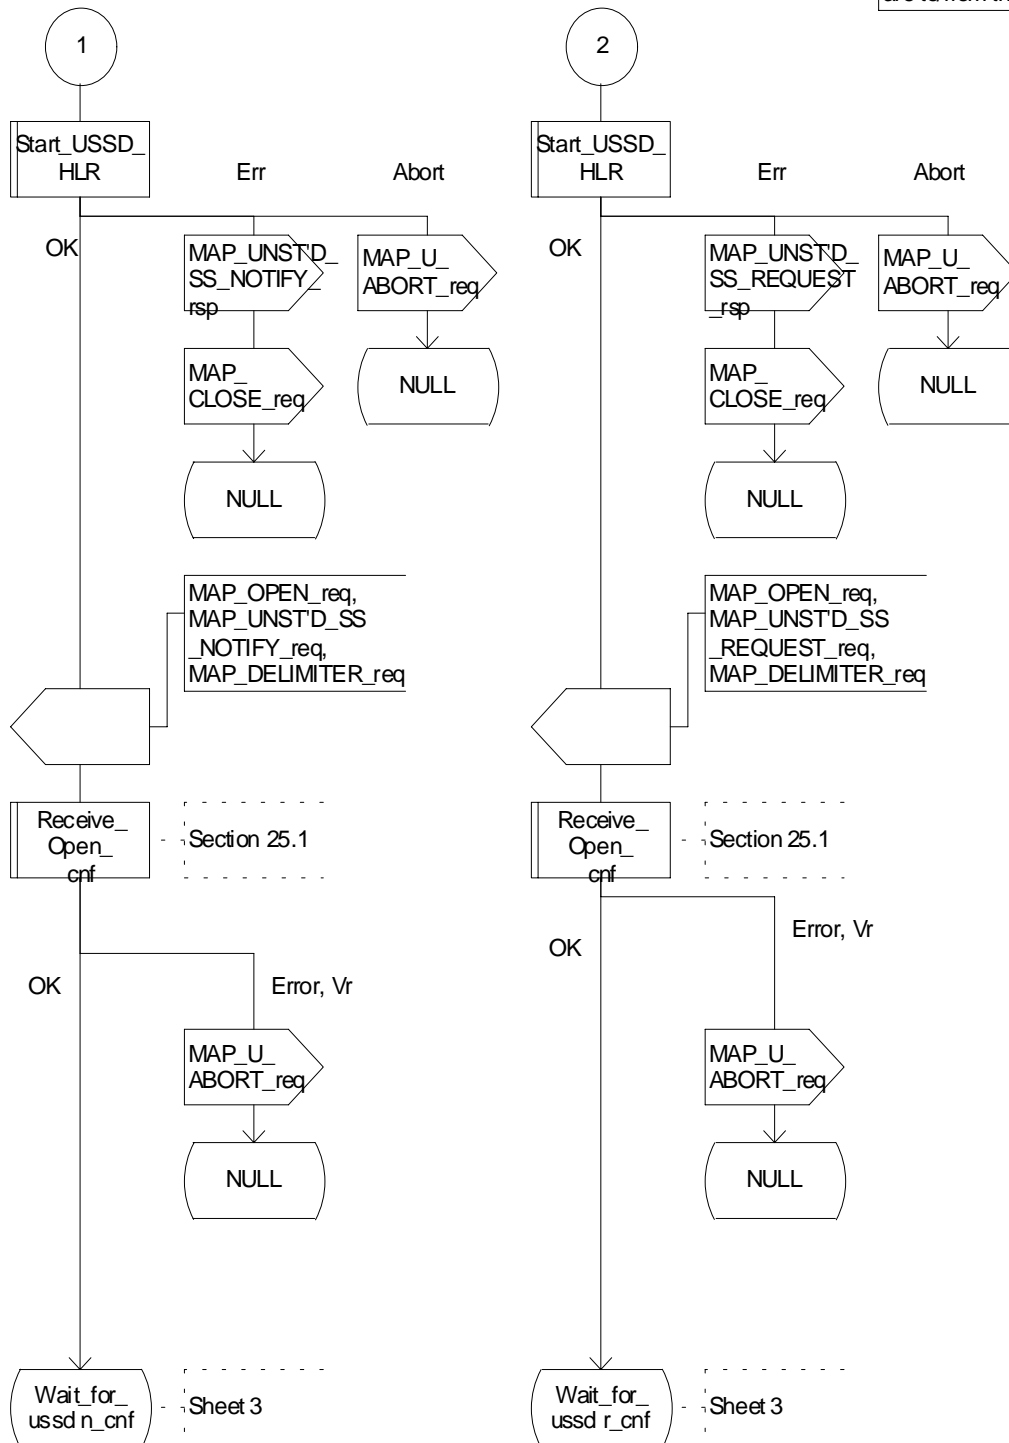 1
2
Start_USSD_
HLR
Err
Abort
OK
MAP_UNST'D_
SS_NOTIFY_
rsp
MAP_U_
ABORT_req
MAP_
CLOSE_req
NULL
NULL
MAP_OPEN_req,
MAP_UNST'D_SS
_NOTIFY_req,
MAP_DELIMITER_req
Receive_
Open_
cnf
Section 25.1
OK
Error, Vr
MAP_U_
ABORT_req
NULL
Wait_for_
ussd n_cnf
Sheet 3
Start_USSD_
HLR
Err
Abort
OK
MAP_UNST'D_
SS_REQUEST
_rsp
MAP_U_
ABORT_req
MAP_
CLOSE_req
NULL
NULL
MAP_OPEN_req,
MAP_UNST'D_SS
_REQUEST_req,
MAP_DELIMITER_req
Receive_
Open_
cnf
Section 25.1
OK
Error, Vr
MAP_U_
ABORT_req
NULL
Wait_for_
ussd r_cnf
Sheet 3